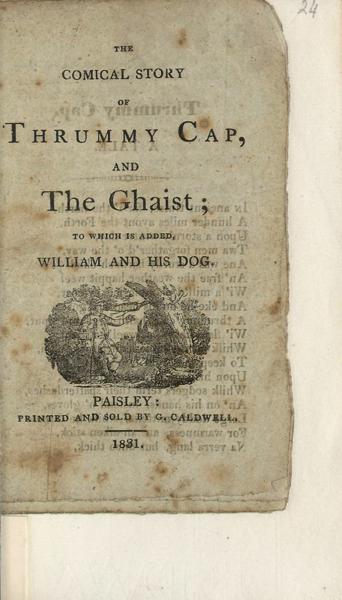 24
THE
COMICAL STORY
OF
THRUMMY CAP,
AND
The Ghaist;
TO WHICH IS ADDED,
WILLIAM AND HIS DOG.
PAISLEY:
PRINTED AND SOLD BY G. CALDWELL.
1831.